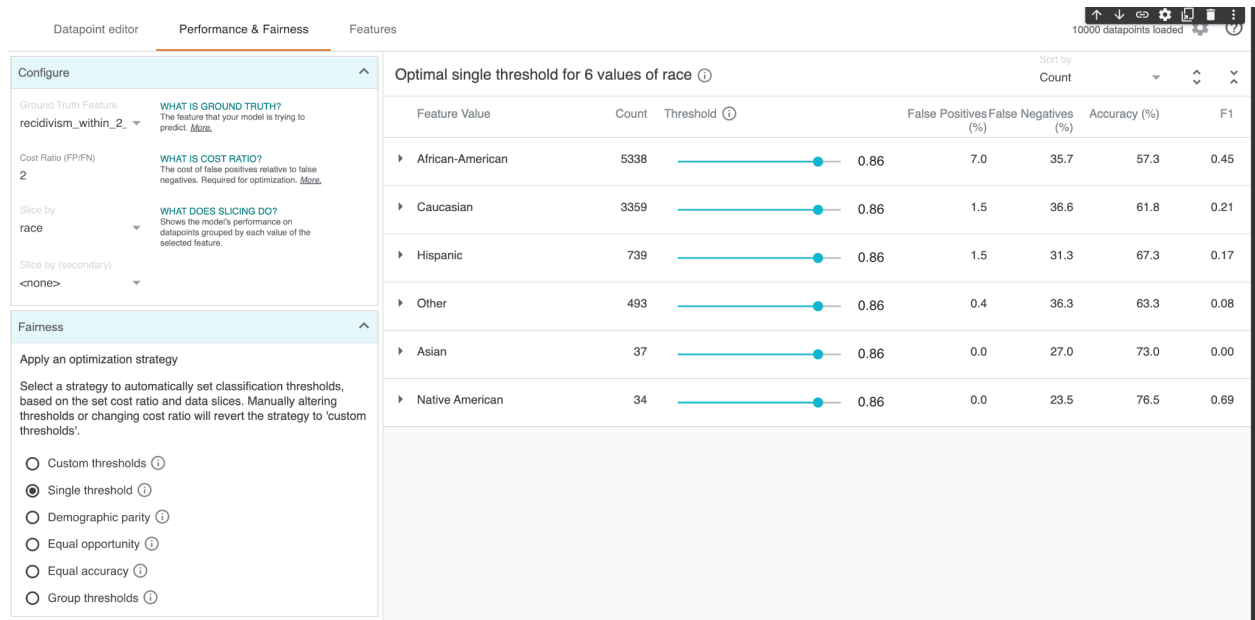 Datapoint editor Performance & Fairness Features
10000 datapoints loaded
Configure
Ground Truth Feature
recidivism_within_2_
WHAT IS GROUND TRUTH?
The feature that your model is trying to
predict. More.
Cost Ratio (FP/FN)
2
WHAT IS COST RATIO?
The cost of false positives relative to false
negatives. Required for optimization. More.
Slice by
race
WHAT DOES SLICING DO?
Shows the model's performance on
datapoints grouped by each value of the
selected feature.
Slice by (secondary)
<none>
Fairness
Apply an optimization strategy
Select a strategy to automatically set classification thresholds,
based on the set cost ratio and data slices. Manually altering
thresholds or changing cost ratio will revert the strategy to 'custom
thresholds'.
Custom thresholds
Single threshold
Demographic parity
Equal opportunity
Equal accuracy
Group thresholds
Optimal single threshold for 6 values of race
Sort by
Count
Feature Value Count Threshold False Positives (%) False Negatives (%) Accuracy (%) F1
African-American 5338 0.86 7.0 35.7 57.3 0.45
Caucasian 3359 0.86 1.5 36.6 61.8 0.21
Hispanic 739 0.86 1.5 31.3 67.3 0.17
Other 493 0.86 0.4 36.3 63.3 0.08
Asian 37 0.86 0.0 27.0 73.0 0.00
Native American 34 0.86 0.0 23.5 76.5 0.69